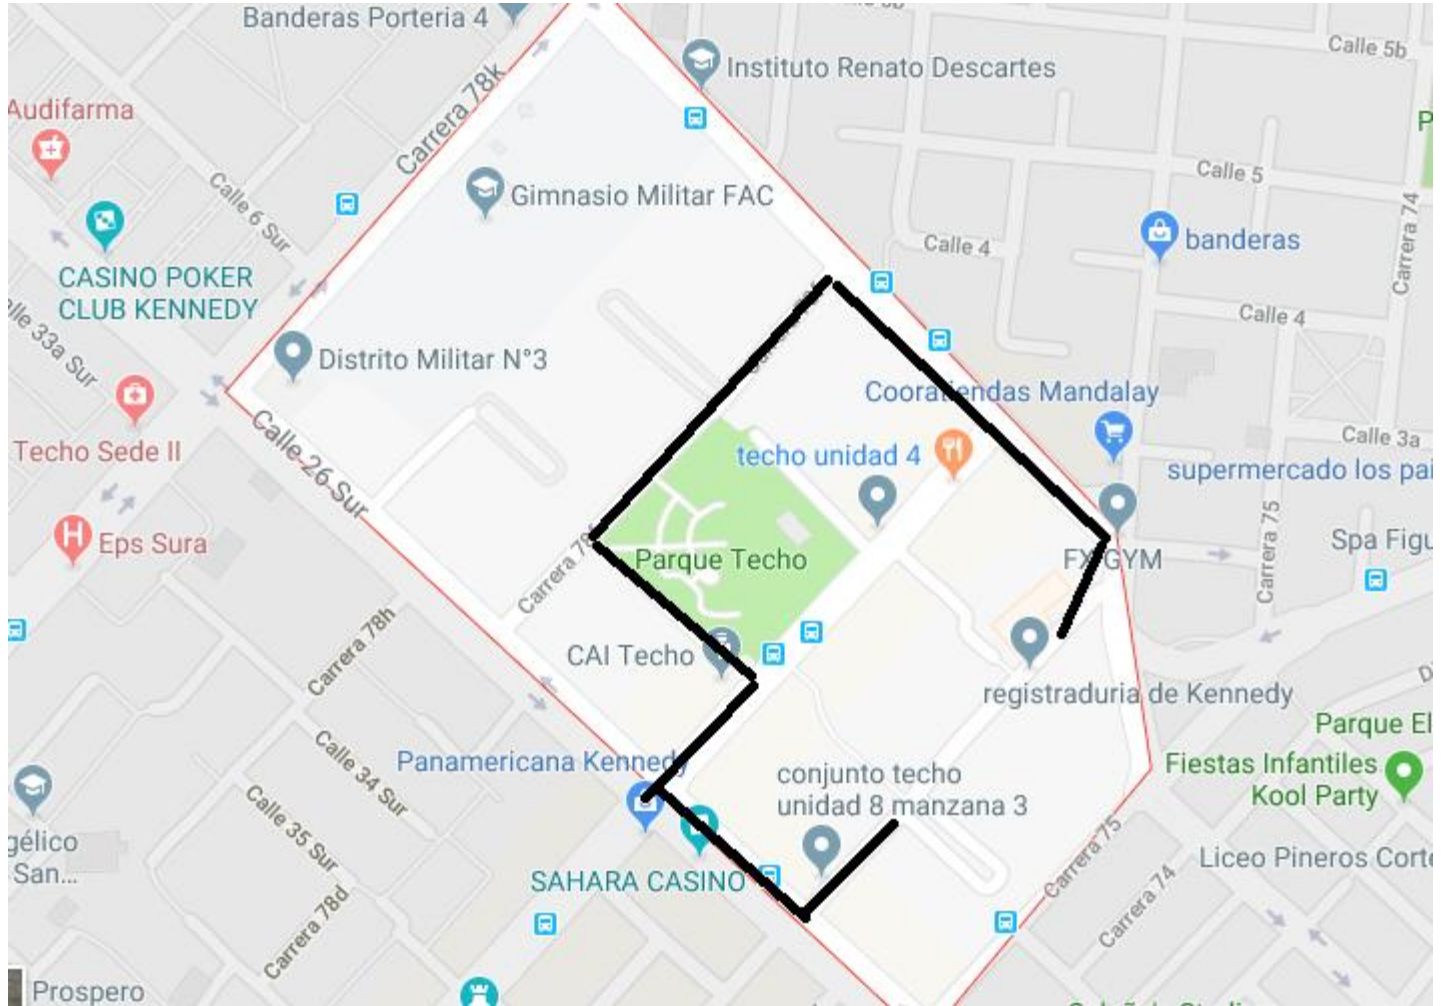 Banderas Porteria 4
Calle 5b
Instituto Renato Descartes
Audifarma
Carrera 78k
Calle 5
Calle 6 Sur
Gimnasio Militar FAC
Carrera 74
Calle 4
banderas
CASINO POKER
CLUB KENNEDY
Calle 4
33a Sur
Distrito Militar N°3
Cooratiendas Mandalay
Techo Sede II
Calle 26 Sur
techo unidad 4
Calle 3a
supermercado los
Eps Sura
Carrera
Parque Techo
FX GYM
Carrera 75
Spa
Carrera 78h
CAI Techo
registraduria de Kennedy
Parque El
Calle 34 Sur
Panamericana Kennedy
conjunto techo
unidad 8 manzana 3
Fiestas Infantiles
Kool Party
Calle 35 Sur
San...
SAHARA CASINO
Carrera 75
Liceo Pineros
Carrera 78d
Carrera 74
Prospero